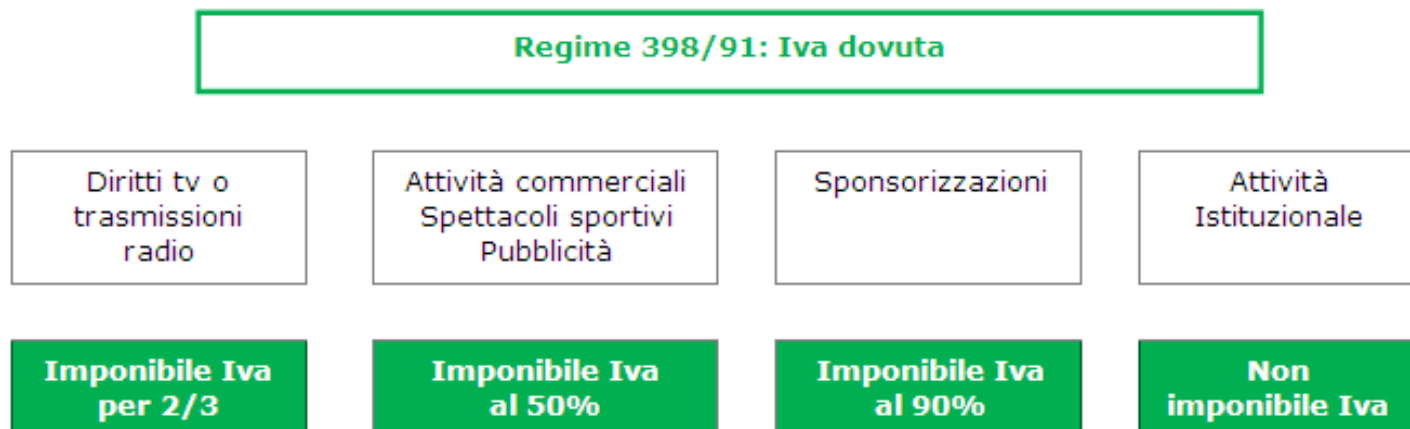 Regime 398/91: Iva dovuta
Diritti tv o
trasmissioni
radio
Attività commerciali
Spettacoli sportivi
Pubblicità
Sponsorizzazioni
Attività
Istituzionale
Imponibile Iva
per 2/3
Imponibile Iva
al 50%
Imponibile Iva
al 90%
Non
imponibile Iva